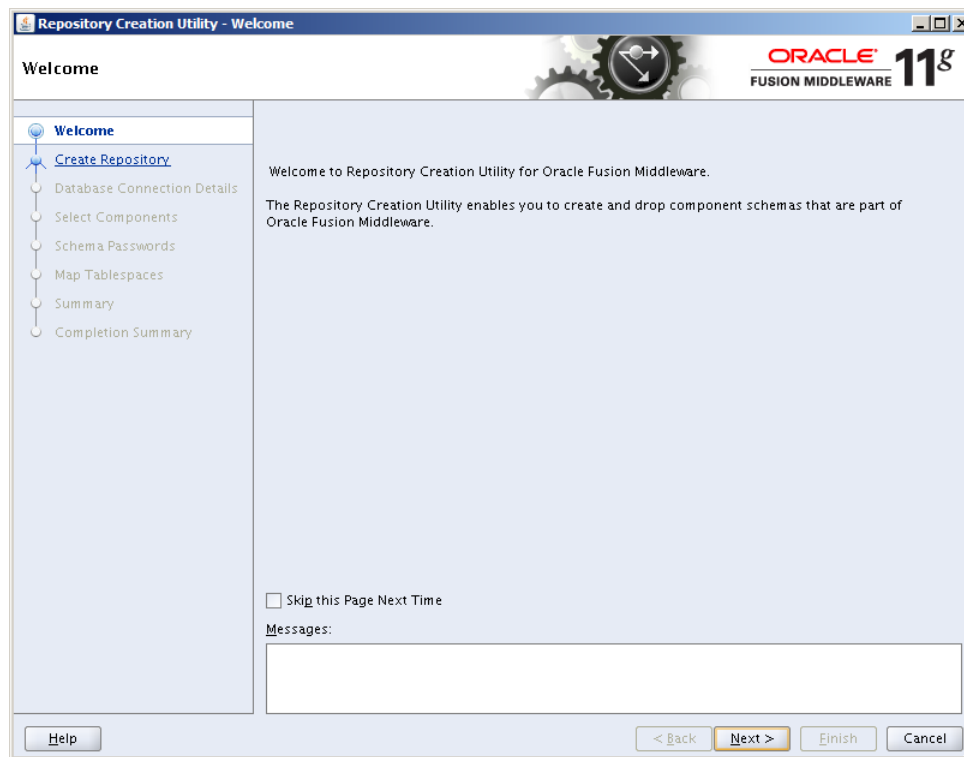 Repository Creation Utility - Welcome
Welcome
ORACLE
FUSION MIDDLEWARE
11g
Welcome
Create Repository
Database Connection Details
Select Components
Schema Passwords
Map Tablespaces
Summary
Completion Summary
Welcome to Repository Creation Utility for Oracle Fusion Middleware.
The Repository Creation Utility enables you to create and drop component schemas that are part of
Oracle Fusion Middleware.
Skip this Page Next Time
Messages:
Help
< Back
Next >
Finish
Cancel